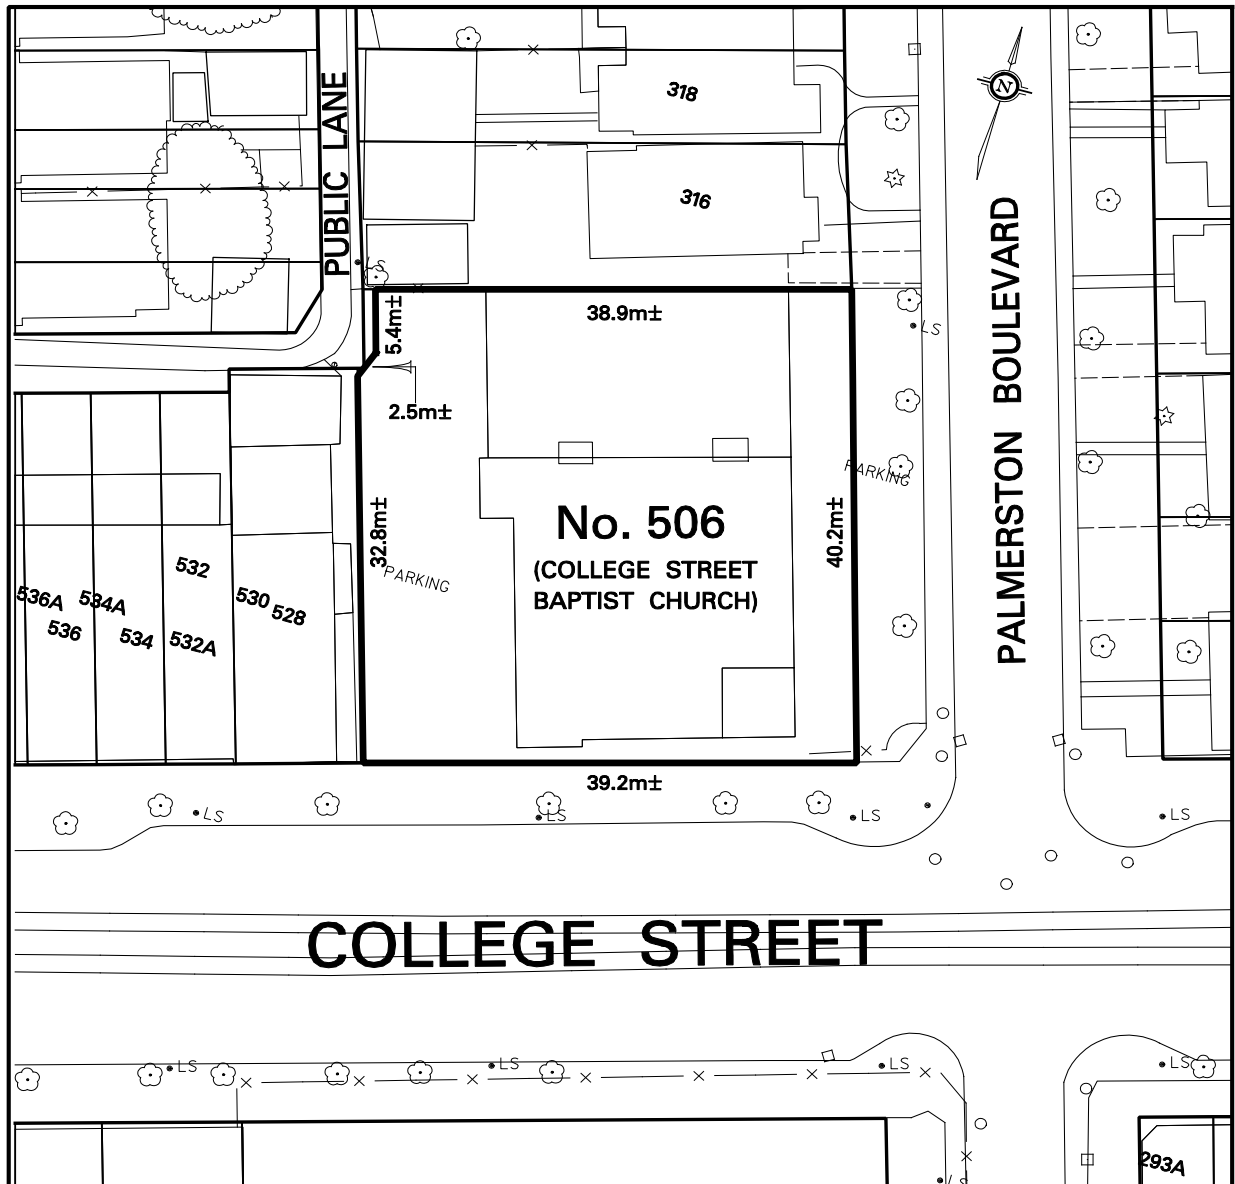 PUBLIC LANE
318
N
316
LS
LS
38.9m±
5.4m±
2.5m±
PALMERSTON BOULEVARD
PARKING
No. 506
(COLLEGE STREET
BAPTIST CHURCH)
32.8m±
40.2m±
PARKING
532
536A
534A
530
528
536
534
532A
39.2m±
LS
LS
LS
LS
COLLEGE STREET
LS
LS
LS
LS
293A
LS